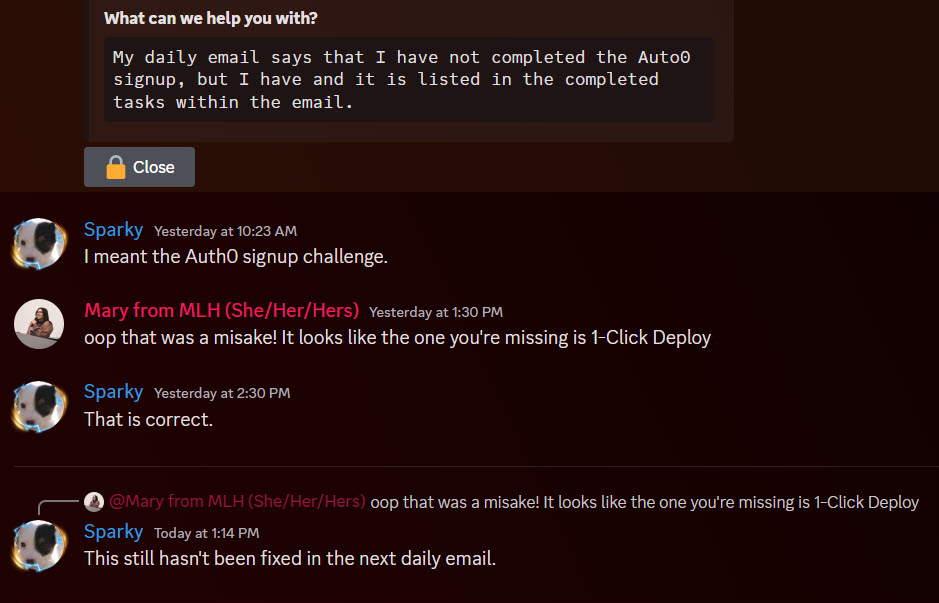 What can we help you with?
My daily email says that I have not completed the Auto0
signup, but I have and it is listed in the completed
tasks within the email.
Close
Sparky Yesterday at 10:23 AM
I meant the Auth0 signup challenge.
Mary from MLH (She/Her/Hers) Yesterday at 1:30 PM
oop that was a misake! It looks like the one you're missing is 1-Click Deploy
Sparky Yesterday at 2:30 PM
That is correct.
@Mary from MLH (She/Her/Hers) oop that was a misake! It looks like the one you're missing is 1-Click Deploy
Sparky Today at 1:14 PM
This still hasn't been fixed in the next daily email.